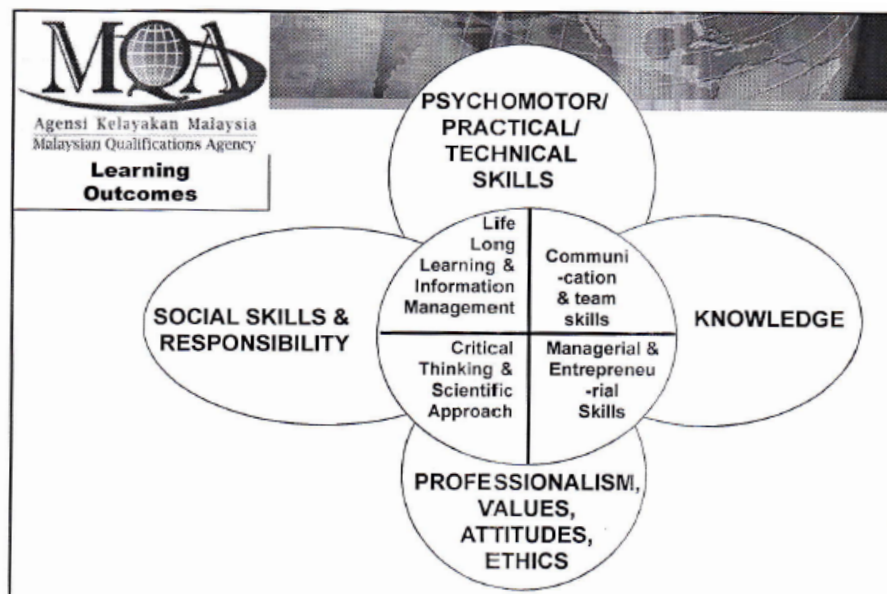 MQA
Agensi Kelayakan Malaysia
Malaysian Qualifications Agency
Learning
Outcomes
PSYCHOMOTOR/
PRACTICAL/
TECHNICAL
SKILLS
SOCIAL SKILLS &
RESPONSIBILITY
Life
Long
Learning &
Information
Management
Communi
-cation
& team
skills
Critical
Thinking &
Scientific
Approach
Managerial &
Entrepreneu
-rial
Skills
KNOWLEDGE
PROFESSIONALISM,
VALUES,
ATTITUDES,
ETHICS